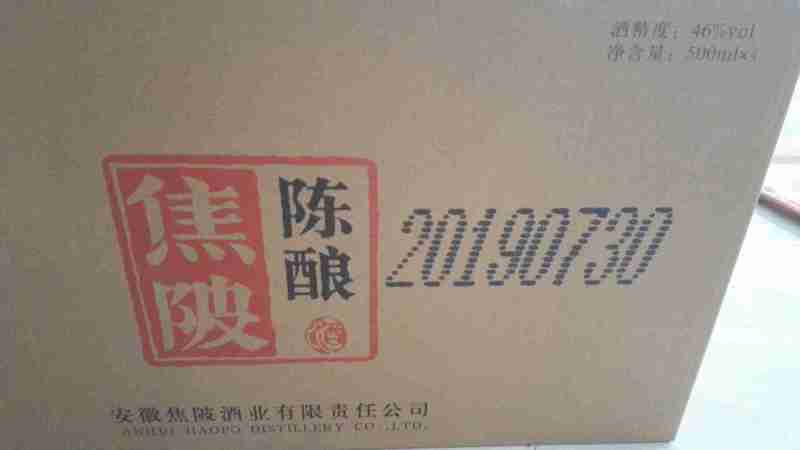 酒精度：46%vol
净含量：500ml×
焦陂
陈酿
20190730
安徽焦陂酒业有限责任公司
ANHUI JIAOPO DISTILLERY CO.,LTD.